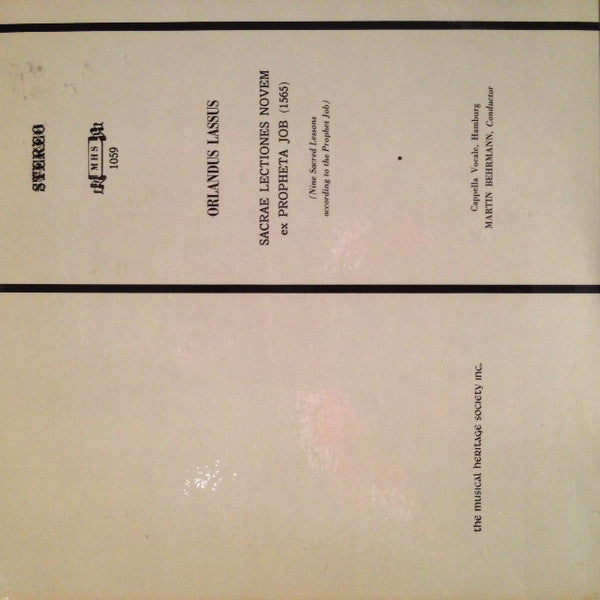 STEREO
MHS
1059
ORLANDUS LASSUS
SACRAE LECTIONES NOVEM
ex PROPHETA JOB (1565)
(Nine Sacred Lessons
according to the Prophet Job)
Cappella Vocale, Hamburg
MARTIN BEHRMANN, Conductor
the musical heritage society inc.